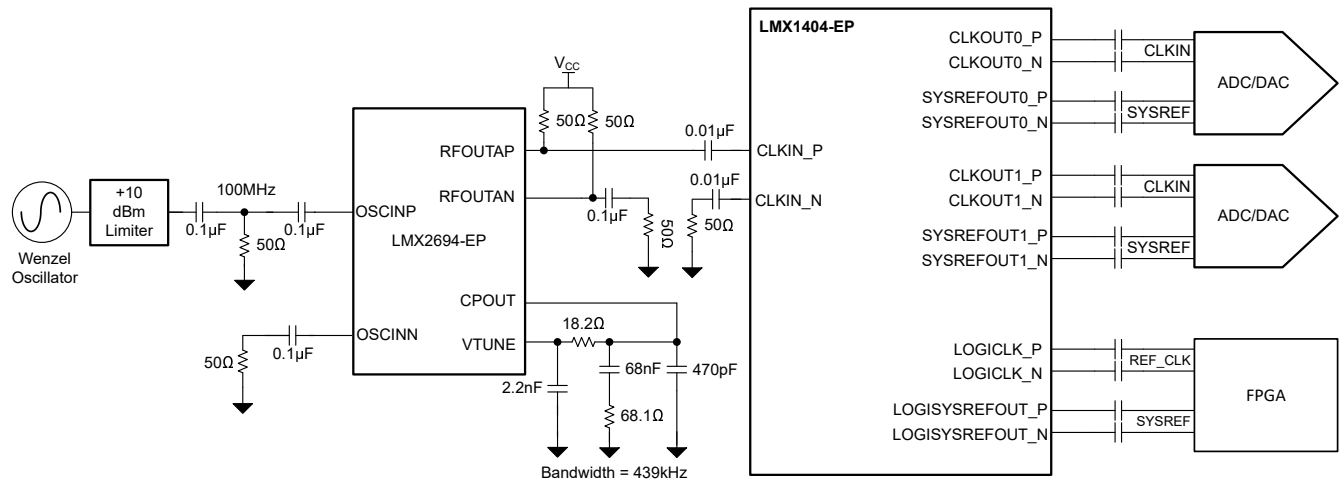 LMX1404-EP
CLKOUT0_P
CLKOUT0_N
CLKIN
SYSREFOUT0_P
SYSREFOUT0_N
SYSREF
ADC/DAC
VCC
50Ω
50Ω
RFOUTAP
0.01µF
CLKIN_P
RFOUTAN
0.1µF
50Ω
0.01µF
50Ω
CLKIN_N
CLKOUT1_P
CLKOUT1_N
CLKIN
SYSREFOUT1_P
SYSREFOUT1_N
SYSREF
ADC/DAC
Wenzel
Oscillator
+10
dBm
Limiter
0.1µF
100MHz
50Ω
0.1µF
OSCINP
LMX2694-EP
CPOUT
VTUNE
OSCINN
0.1µF
50Ω
18.2Ω
2.2nF
68nF
470pF
68.1Ω
Bandwidth = 439kHz
LOGICLK_P
LOGICLK_N
REF_CLK
LOGISYSREFOUT_P
LOGISYSREFOUT_N
SYSREF
FPGA